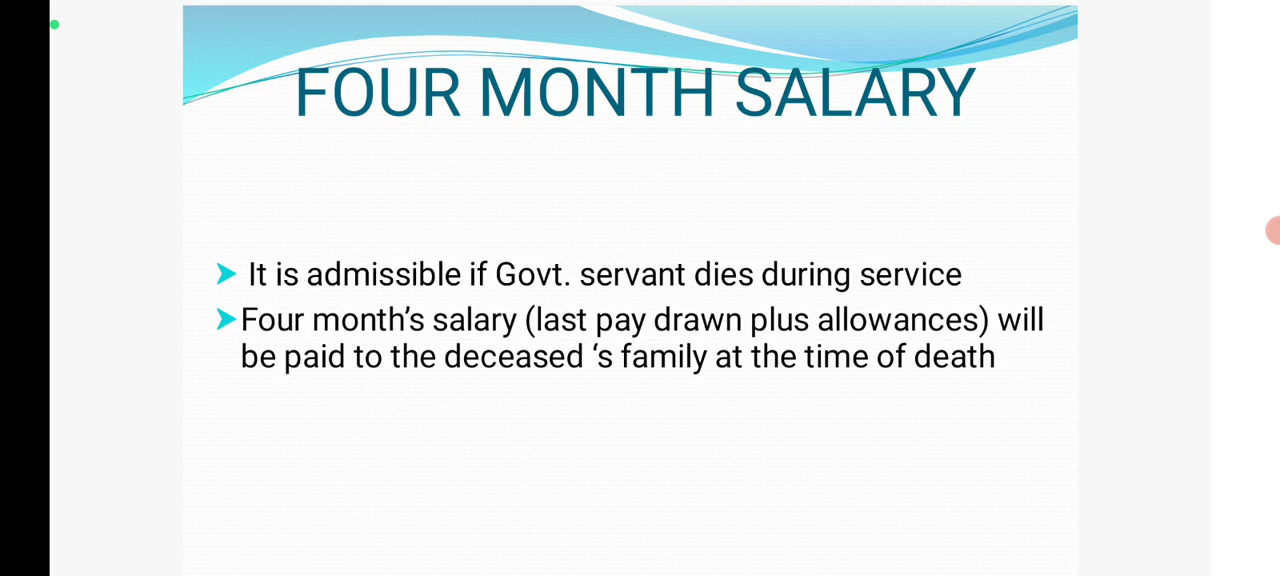 FOUR MONTH SALARY
It is admissible if Govt. servant dies during service
Four month’s salary (last pay drawn plus allowances) will
be paid to the deceased ‘s family at the time of death